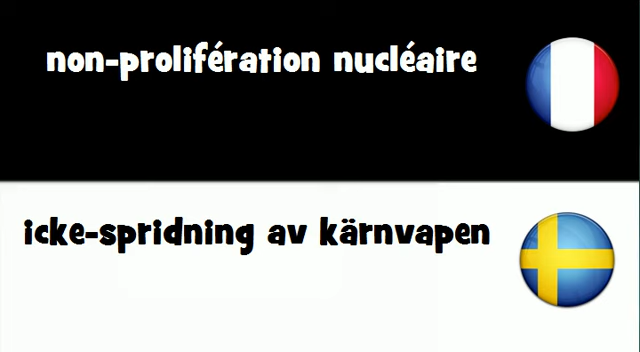 non-prolifération nucléaire
icke-spridning av kärnvapen